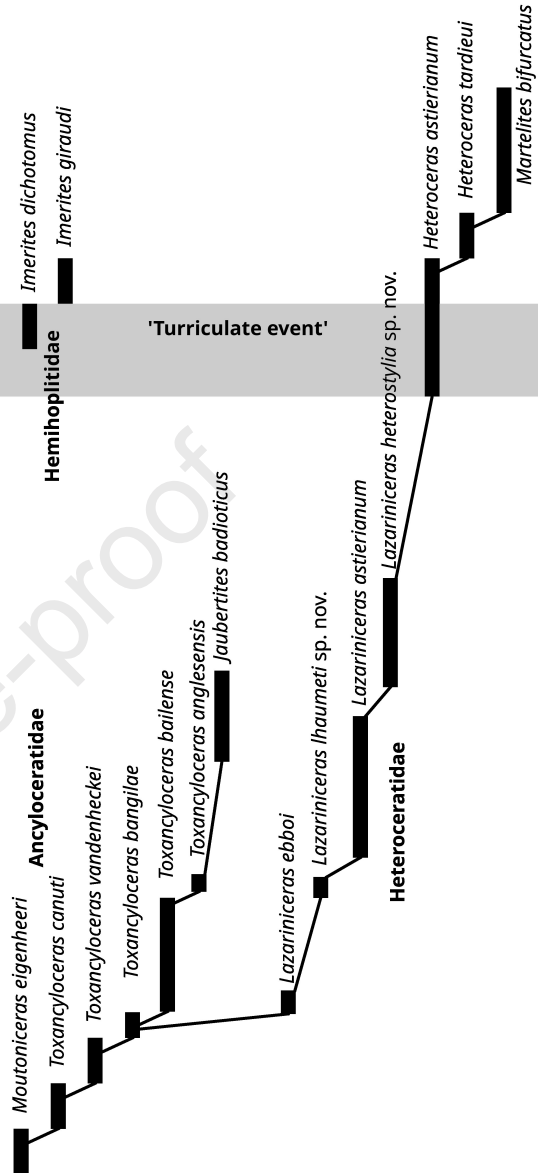 Imerites dichotomus
Imerites giraudi
Hemihoplitidae
'Turriculate event'
Heteroceras astierianum
Heteroceras tardieui
Martelites bifurcatus
Lazariniceras heterostylia sp. nov.
Lazariniceras astierianum
Lazariniceras lhaumeti sp. nov.
Lazariniceras ebboi
Heteroceratidae
Jaubertites badioticus
Toxancyloceras anglesensis
Toxancyloceras bailense
Toxancyloceras bangilae
Toxancyloceras vandenheckei
Toxancyloceras canuti
Moutoniceras eigenheeri
Ancyloceratidae
e-proof